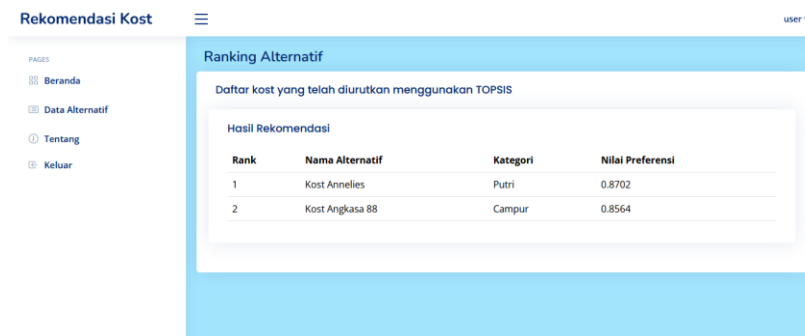 Rekomendasi Kost
user
PAGES
Beranda
Data Alternatif
Tentang
Keluar
Ranking Alternatif
Daftar kost yang telah diurutkan menggunakan TOPSIS
Hasil Rekomendasi
Rank Nama Alternatif Kategori Nilai Preferensi
1 Kost Annelies Putri 0.8702
2 Kost Angkasa 88 Campur 0.8564